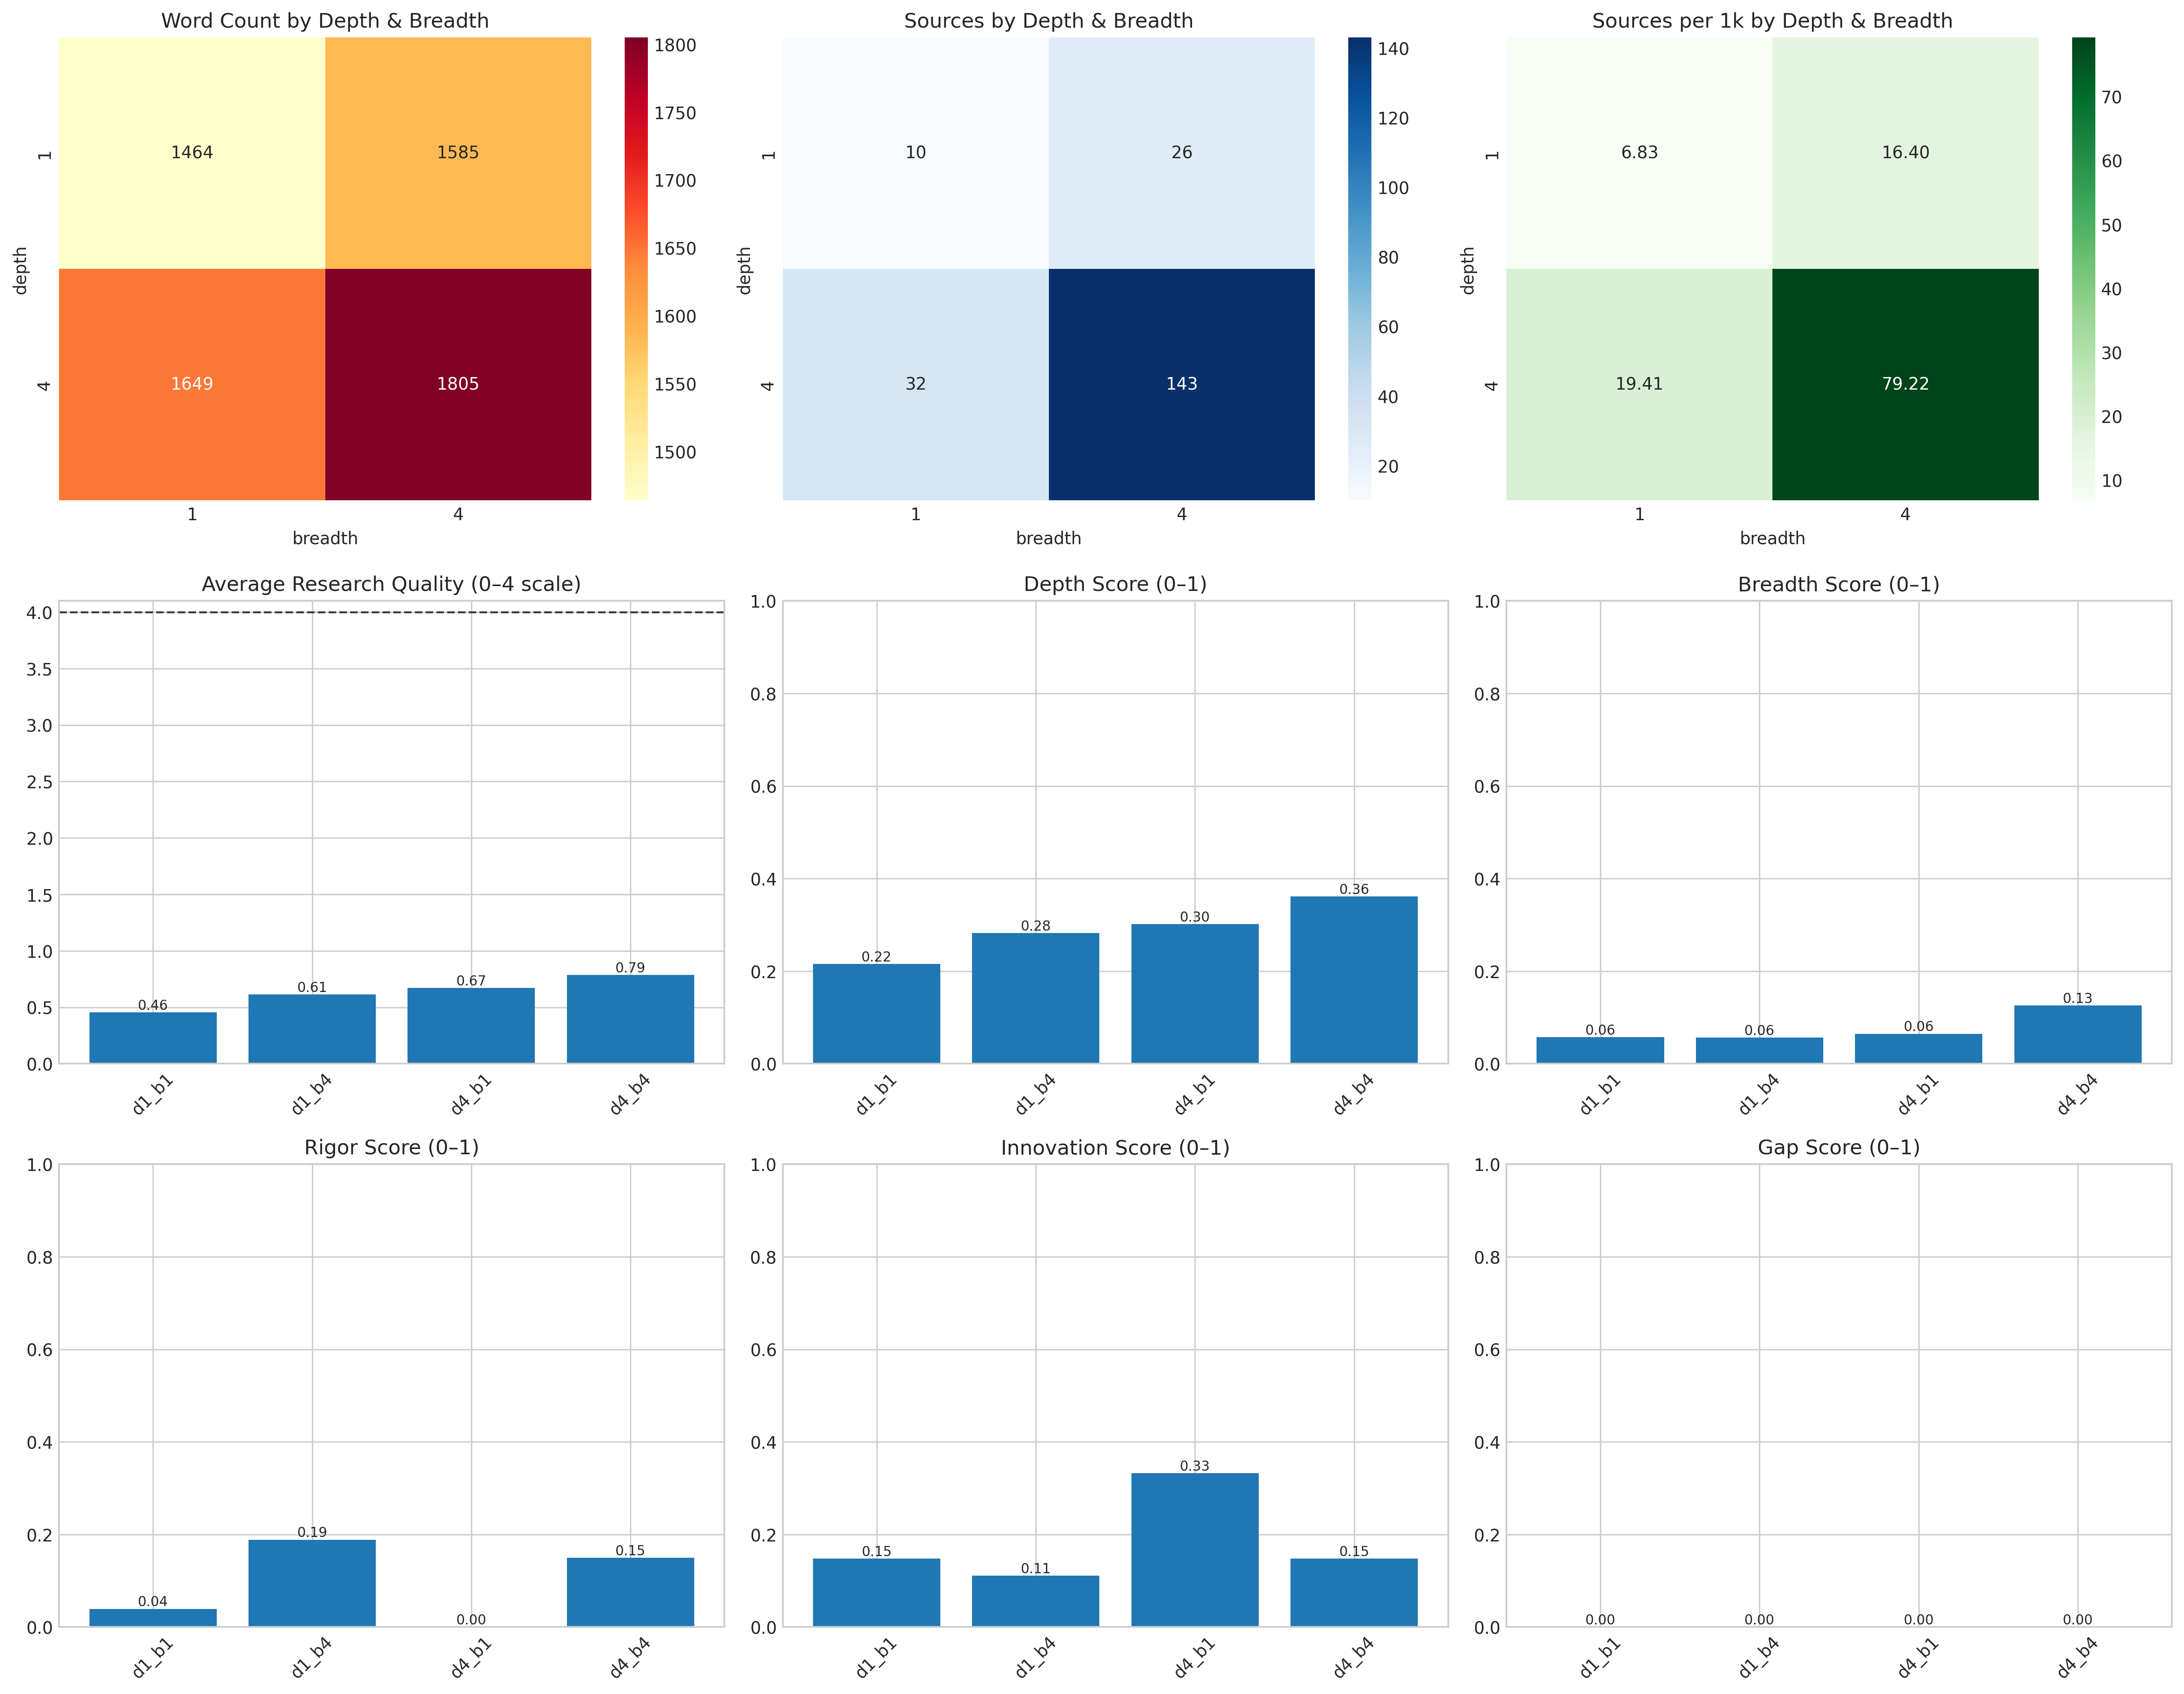 Word Count by Depth & Breadth
1464 1585
1649 1805
1
4
depth
1 4
breadth
1800
1750
1700
1650
1600
1550
1500
Sources by Depth & Breadth
10 26
32 143
1
4
depth
1 4
breadth
140
120
100
80
60
40
20
Sources per 1k by Depth & Breadth
6.83 16.40
19.41 79.22
1
4
depth
1 4
breadth
70
60
50
40
30
20
10
Average Research Quality (0–4 scale)
4.0
3.5
3.0
2.5
2.0
1.5
1.0
0.5
0.0
0.46 0.61 0.67 0.79
d1_b1 d1_b4 d4_b1 d4_b4
Depth Score (0–1)
1.0
0.8
0.6
0.4
0.2
0.0
0.22 0.28 0.30 0.36
d1_b1 d1_b4 d4_b1 d4_b4
Breadth Score (0–1)
1.0
0.8
0.6
0.4
0.2
0.0
0.06 0.06 0.06 0.13
d1_b1 d1_b4 d4_b1 d4_b4
Rigor Score (0–1)
1.0
0.8
0.6
0.4
0.2
0.0
0.04 0.19 0.00 0.15
d1_b1 d1_b4 d4_b1 d4_b4
Innovation Score (0–1)
1.0
0.8
0.6
0.4
0.2
0.0
0.15 0.11 0.33 0.15
d1_b1 d1_b4 d4_b1 d4_b4
Gap Score (0–1)
1.0
0.8
0.6
0.4
0.2
0.0
0.00 0.00 0.00 0.00
d1_b1 d1_b4 d4_b1 d4_b4